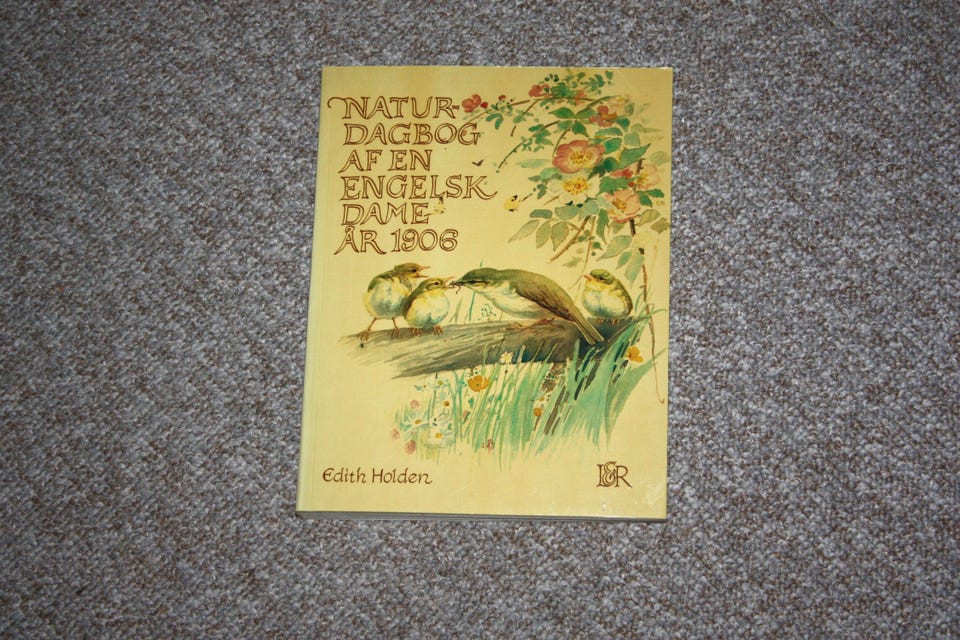 NATUR-
DAGBOG
AF EN
ENGELSK
DAME
ÅR 1906
Edith Holden
L&R